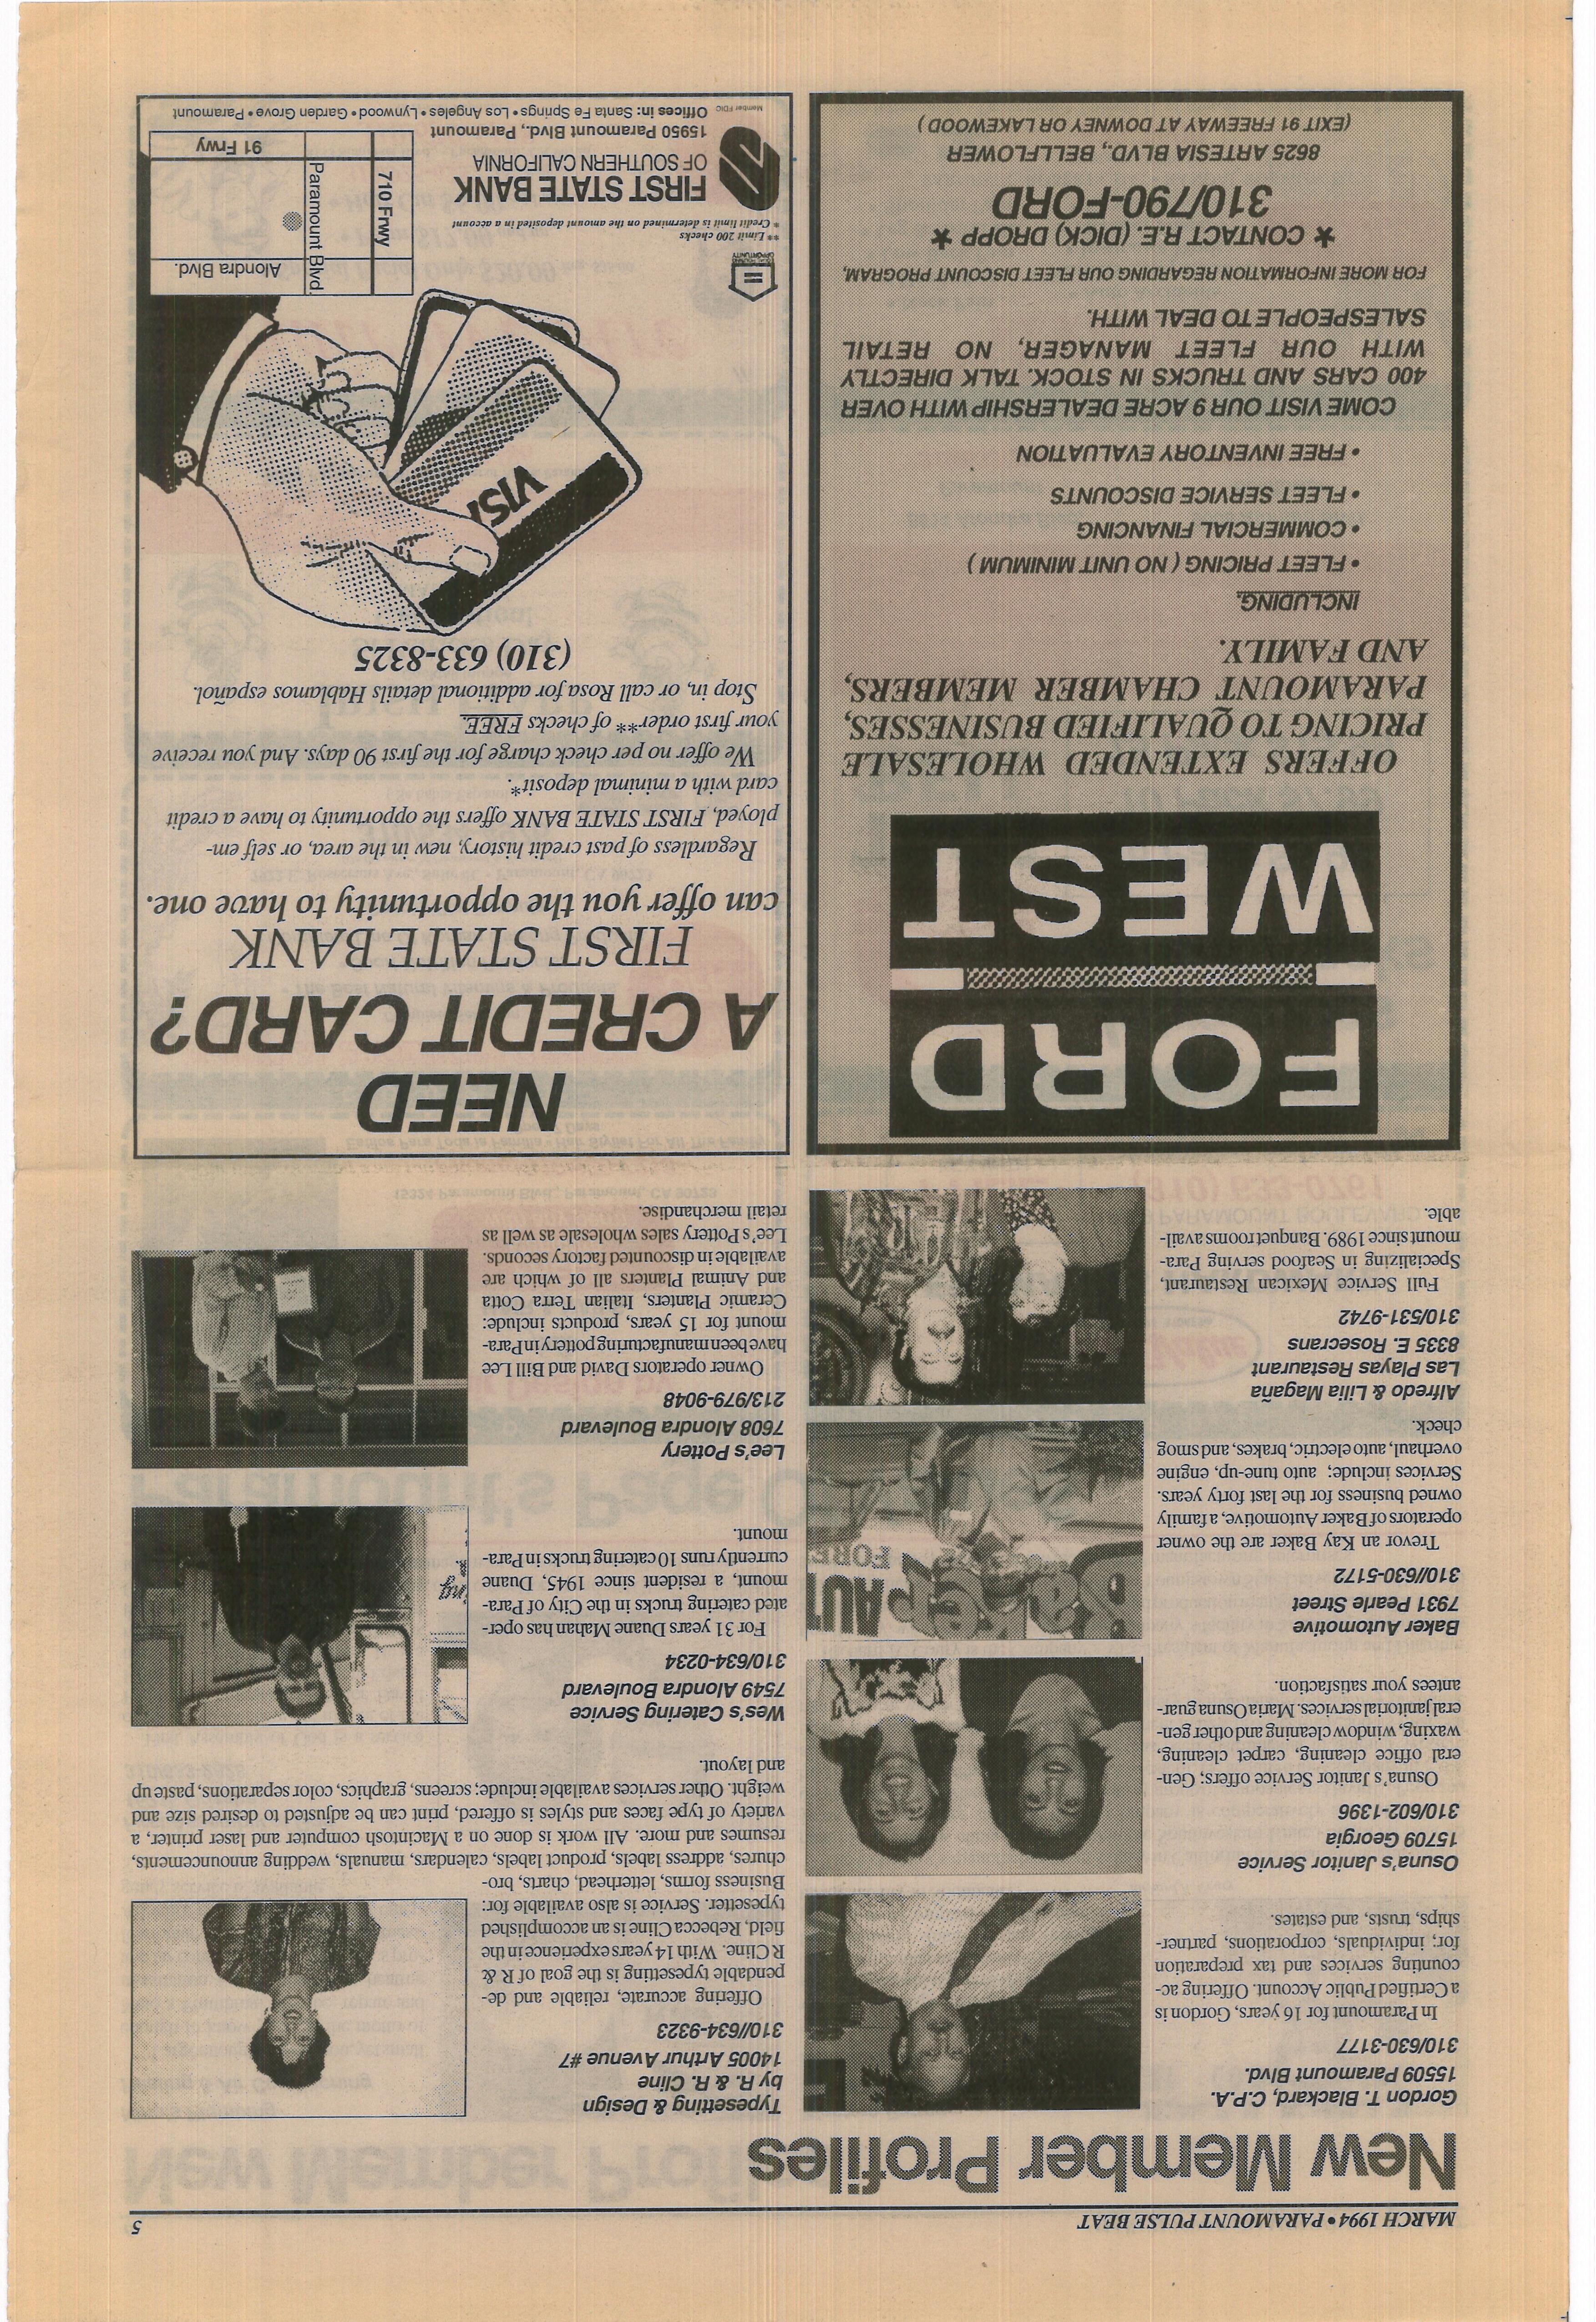 MARCH 1994 • PARAMOUNT PULSE BEAT
5
New Member Profiles
Gordon T. Blackard, C.P.A.
15509 Paramount Blvd.
310/630-3177
In Paramount for 16 years, Gordon is
a Certified Public Account. Offering ac-
counting services and tax preparation
for; individuals, corporations, partner-
ships, trusts, and estates.
Osuna's Janitor Service
15709 Georgia
310/602-1396
Osuna's Janitor Service offers; Gen-
eral office cleaning, carpet cleaning,
waxing, window cleaning and other gen-
eral janitorial services. Maria Osuna guar-
antees your satisfaction.
Baker Automotive
7931 Pearle Street
310//630-5172
Trevor an Kay Baker are the owner
operators of Baker Automotive, a family
owned business for the last forty years.
Services include; auto tune-up, engine
overhaul, auto electric, brakes, and smog
check.
Baker AUT
FORE
Alfredo & Lilia Magaña
Las Playas Restaurant
8335 E. Rosecrans
310/531-9742
Full Service Mexican Restaurant,
Specializing in Seafood serving Para-
mount since 1989. Banquet rooms avail-
able.
Typesetting & Design
by R. & R. Cline
14005 Arthur Avenue #7
310//634-9323
Offering accurate, reliable and de-
pendable typesetting is the goal of R &
R Cline. With 14 years experience in the
field, Rebecca Cline is an accomplished
typesetter. Service is also available for:
Business forms, letterhead, charts, bro-
chures, address labels, product labels, calendars, manuals, wedding announcements,
resumes and more. All work is done on a Macintosh computer and laser printer, a
variety of type faces and styles is offered, print can be adjusted to desired size and
weight. Other services available include; screens, graphics, color separations, paste up
and layout.
Wes's Catering Service
7549 Alondra Boulevard
310/634-0234
For 31 years Duane Mahan has oper-
ated catering trucks in the City of Para-
mount, a resident since 1945, Duane
currently runs 10 catering trucks in Para-
mount.
Lee's Pottery
7608 Alondra Boulevard
213/979-9048
Owner operators David and Bill Lee
have been manufacturing pottery in Para-
mount for 15 years, products include:
Ceramic Planters, Italian Terra Cotta
and Animal Planters all of which are
available in discounted factory seconds.
Lee's Pottery sales wholesale as well as
retail merchandise.
FORD
WEST
OFFERS EXTENDED WHOLESALE
PRICING TO QUALIFIED BUSINESSES,
PARAMOUNT CHAMBER MEMBERS,
AND FAMILY.
INCLUDING,
• FLEET PRICING ( NO UNIT MINIMUM )
• COMMERCIAL FINANCING
• FLEET SERVICE DISCOUNTS
• FREE INVENTORY EVALUATION
COME VISIT OUR 9 ACRE DEALERSHIP WITH OVER
400 CARS AND TRUCKS IN STOCK. TALK DIRECTLY
WITH OUR FLEET MANAGER, NO RETAIL
SALESPEOPLE TO DEAL WITH.
FOR MORE INFORMATION REGARDING OUR FLEET DISCOUNT PROGRAM,
★ CONTACT R.E. (DICK) DROPP ★
310/790-FORD
8625 ARTESIA BLVD., BELLFLOWER
(EXIT 91 FREEWAY AT DOWNEY OR LAKEWOOD )
NEED
A CREDIT CARD?
FIRST STATE BANK
can offer you the opportunity to have one.
Regardless of past credit history, new in the area, or self em-
ployed, FIRST STATE BANK offers the opportunity to have a credit
card with a minimal deposit*.
We offer no per check charge for the first 90 days. And you receive
your first order** of checks FREE.
Stop in, or call Rosa for additional details Hablamos español.
(310) 633-8325
VISA
EQUAL HOUSING
OPPORTUNITY
** Limit 200 checks
* Credit limit is determined on the amount deposited in a account
FIRST STATE BANK
OF SOUTHERN CALIFORNIA
15950 Paramount Blvd., Paramount
Member FDIC
Offices in: Santa Fe Springs • Los Angeles • Lynwood • Garden Grove • Paramount
Alondra Blvd.
710 Frwy
Paramount Blvd.
91 Frwy